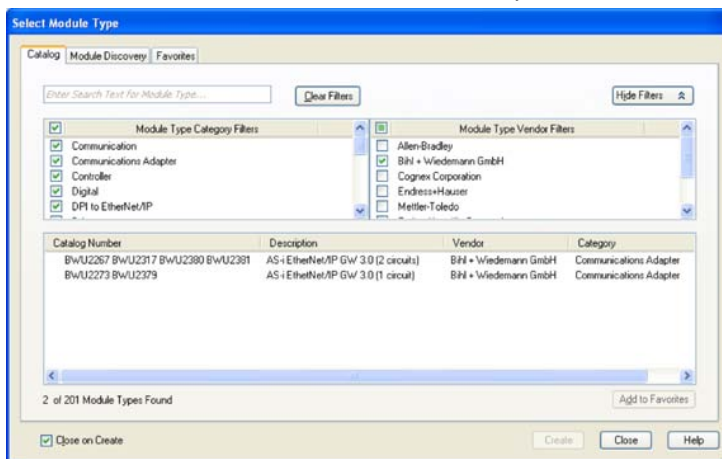 Select Module Type
Catalog Module Discovery Favorites
Enter Search Text for Module Type... Clear Filters Hide Filters
Module Type Category Filters Module Type Vendor Filters
Communication Allen-Bradley
Communications Adapter Bihl + Wiedemann GmbH
Controller Cognex Corporation
Digital Endress+Hauser
DPI to EtherNet/IP Mettler-Toledo
Catalog Number Description Vendor Category
BWU2267 BWU2317 BWU2380 BWU2381 AS-i EtherNet/IP GW 3.0 (2 circuits) Bihl + Wiedemann GmbH Communications Adapter
BWU2273 BWU2379 AS-i EtherNet/IP GW 3.0 (1 circuit) Bihl + Wiedemann GmbH Communications Adapter
2 of 201 Module Types Found Add to Favorites
Close on Create Create Close Help